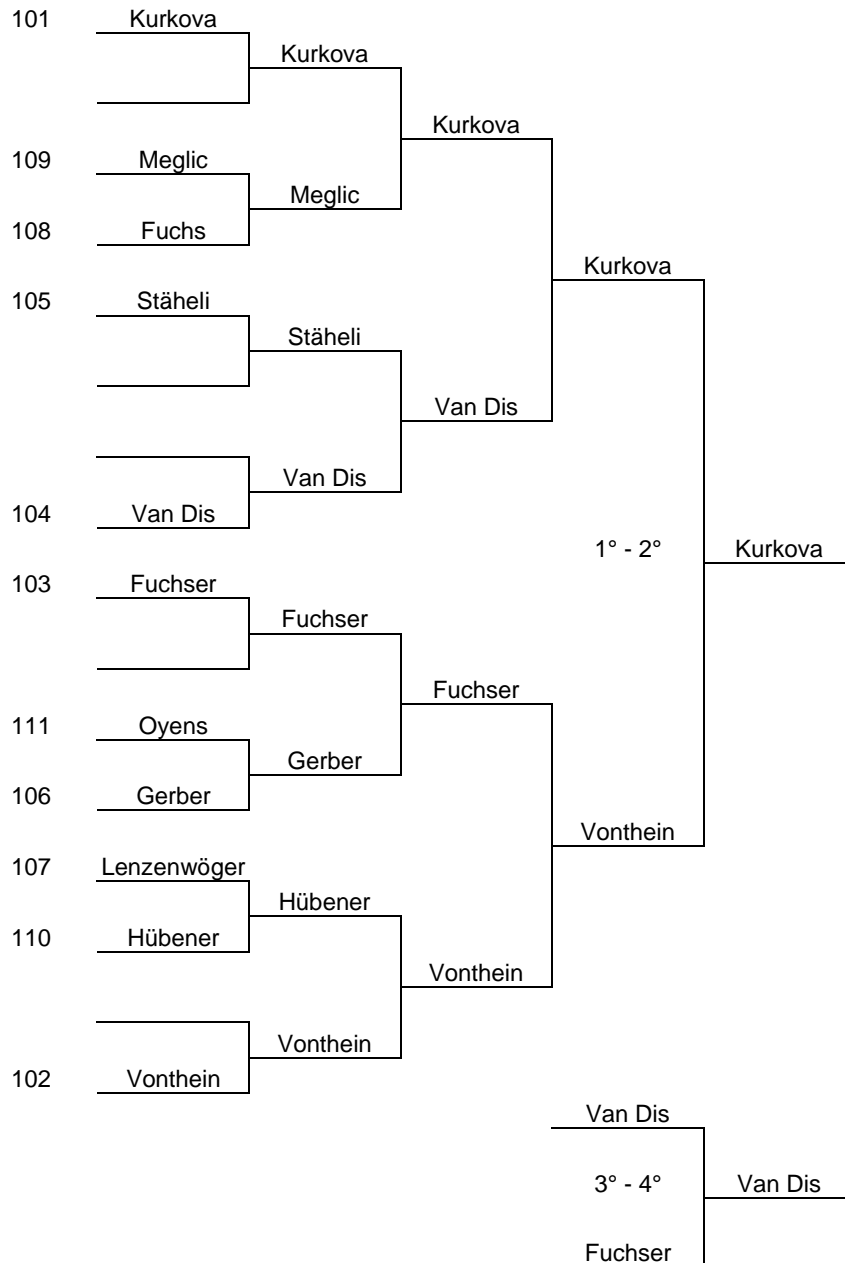 101 Kurkova
Kurkova
Kurkova
109 Meglic
Meglic
108 Fuchs
Kurkova
105 Stäheli
Stäheli
Van Dis
Van Dis
104 Van Dis
1° - 2° Kurkova
103 Fuchser
Fuchser
Fuchser
111 Oyens
Gerber
106 Gerber
Vonthein
107 Lenzenwöger
Hübener
110 Hübener
Vonthein
Vonthein
102 Vonthein
Van Dis
3° - 4° Van Dis
Fuchser